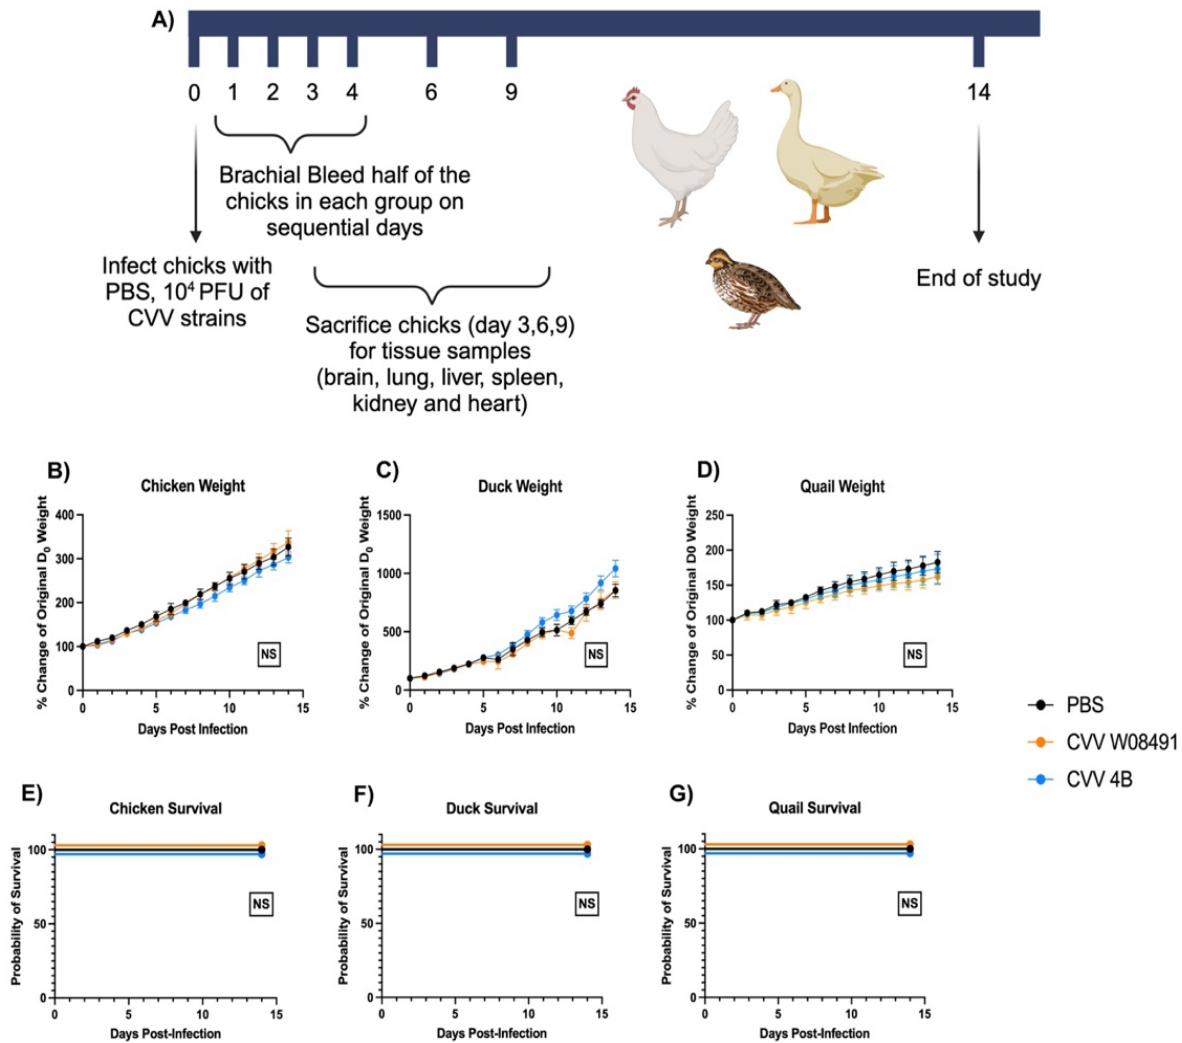 A)
0 1 2 3 4 6 9 14
Brachial Bleed half of the
chicks in each group on
sequential days
Infect chicks with
PBS, 10⁴ PFU of
CVV strains
Sacrifice chicks (day 3,6,9)
for tissue samples
(brain, lung, liver, spleen,
kidney and heart)
End of study
B)
Chicken Weight
% Change of Original D₀ Weight
400
300
200
100
0
0 5 10 15
Days Post Infection
NS
C)
Duck Weight
% Change of Original D₀ Weight
1500
1000
500
0
0 5 10 15
Days Post Infection
NS
D)
Quail Weight
% Change of Original D0 Weight
250
200
150
100
50
0
0 5 10 15
Days Post Infection
NS
PBS
CVV W08491
CVV 4B
E)
Chicken Survival
Probability of Survival
100
50
0
0 5 10 15
Days Post-Infection
NS
F)
Duck Survival
Probability of Survival
100
50
0
0 5 10 15
Days Post-Infection
NS
G)
Quail Survival
Probability of Survival
100
50
0
0 5 10 15
Days Post-Infection
NS